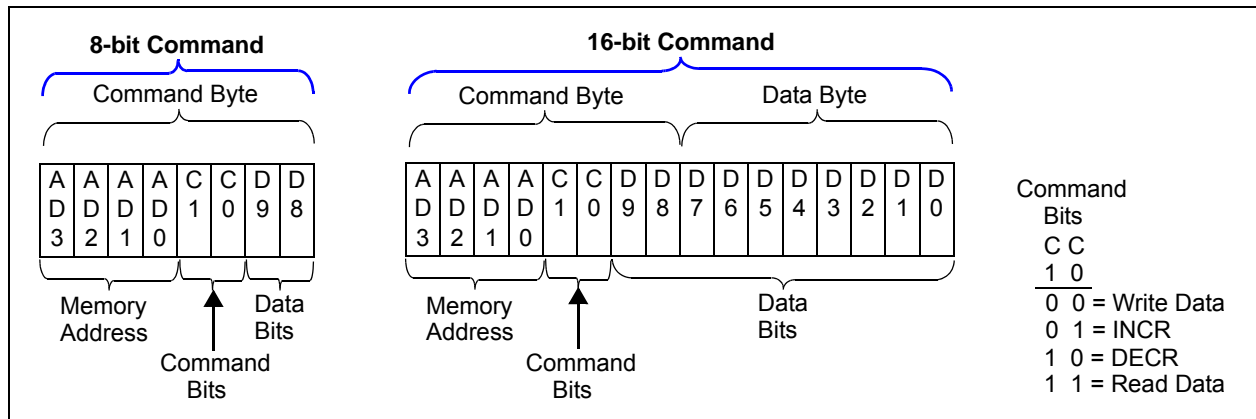 8-bit Command
Command Byte
A A A A C C D D
D D D D 1 0 9 8
3 2 1 0
Memory
Address
Data
Bits
Command
Bits
16-bit Command
Command Byte
Data Byte
A A A A C C D D D D D D D D D D
D D D D 1 0 9 8 7 6 5 4 3 2 1 0
3 2 1 0
Memory
Address
Data
Bits
Command
Bits
Command
Bits
C C
1 0
0 0 = Write Data
0 1 = INCR
1 0 = DECR
1 1 = Read Data